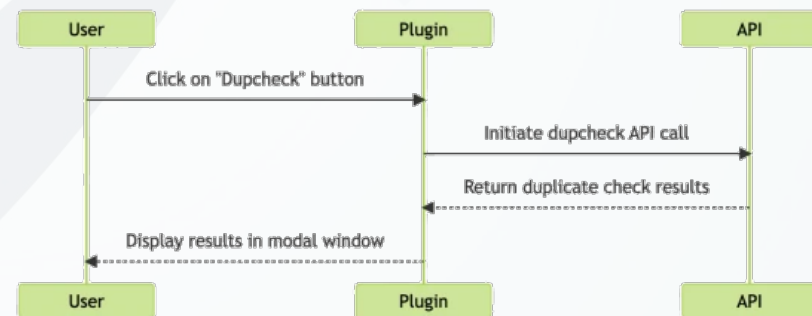 User Plugin API
Click on "Dupcheck" button
Initiate dupcheck API call
Return duplicate check results
Display results in modal window
User Plugin API